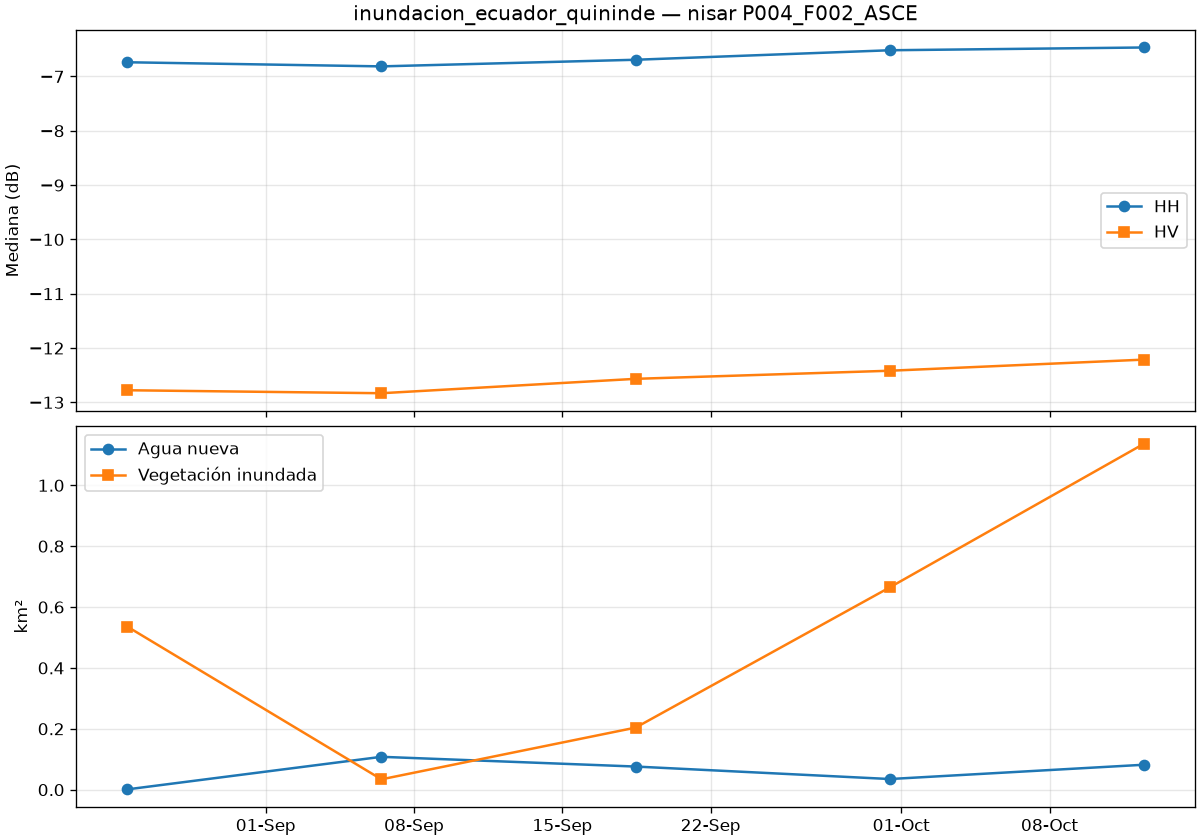 inundacion_ecuador_quininde — nisar P004_F002_ASCE
−7
−8
−9
−10
−11
−12
−13
Mediana (dB)
HH
HV
Agua nueva
Vegetación inundada
1.0
0.8
0.6
0.4
0.2
0.0
km²
01-Sep 08-Sep 15-Sep 22-Sep 01-Oct 08-Oct